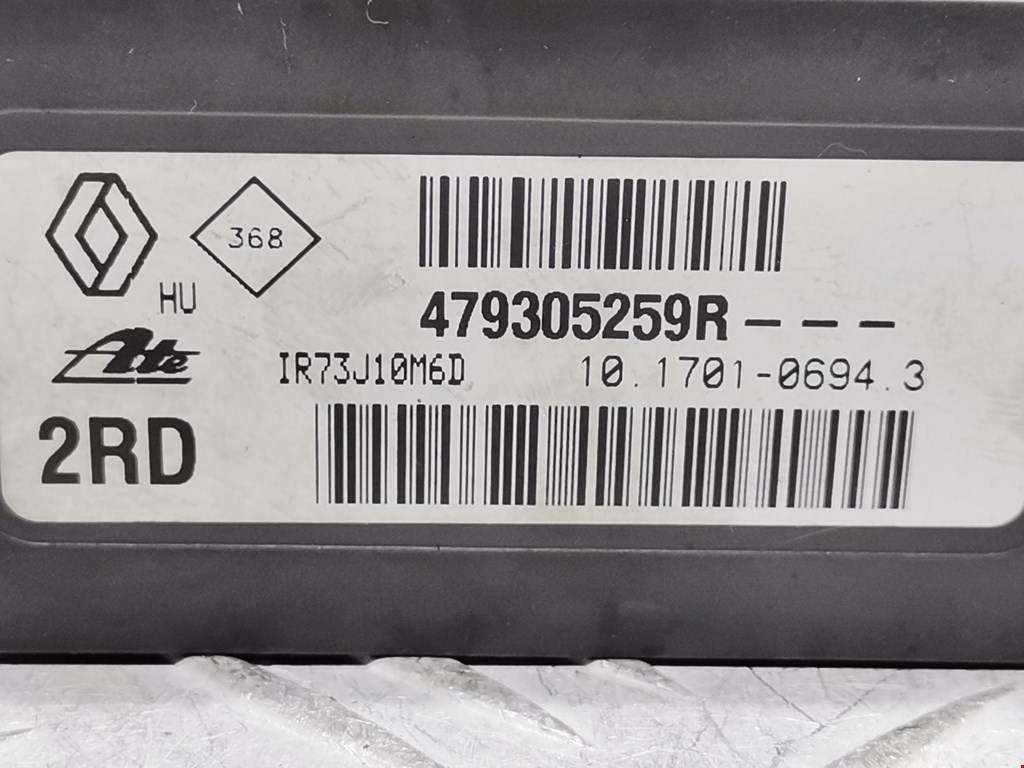 368
HU
479305259R---
Ate
IR73J10M6D
10.1701-0694.3
2RD